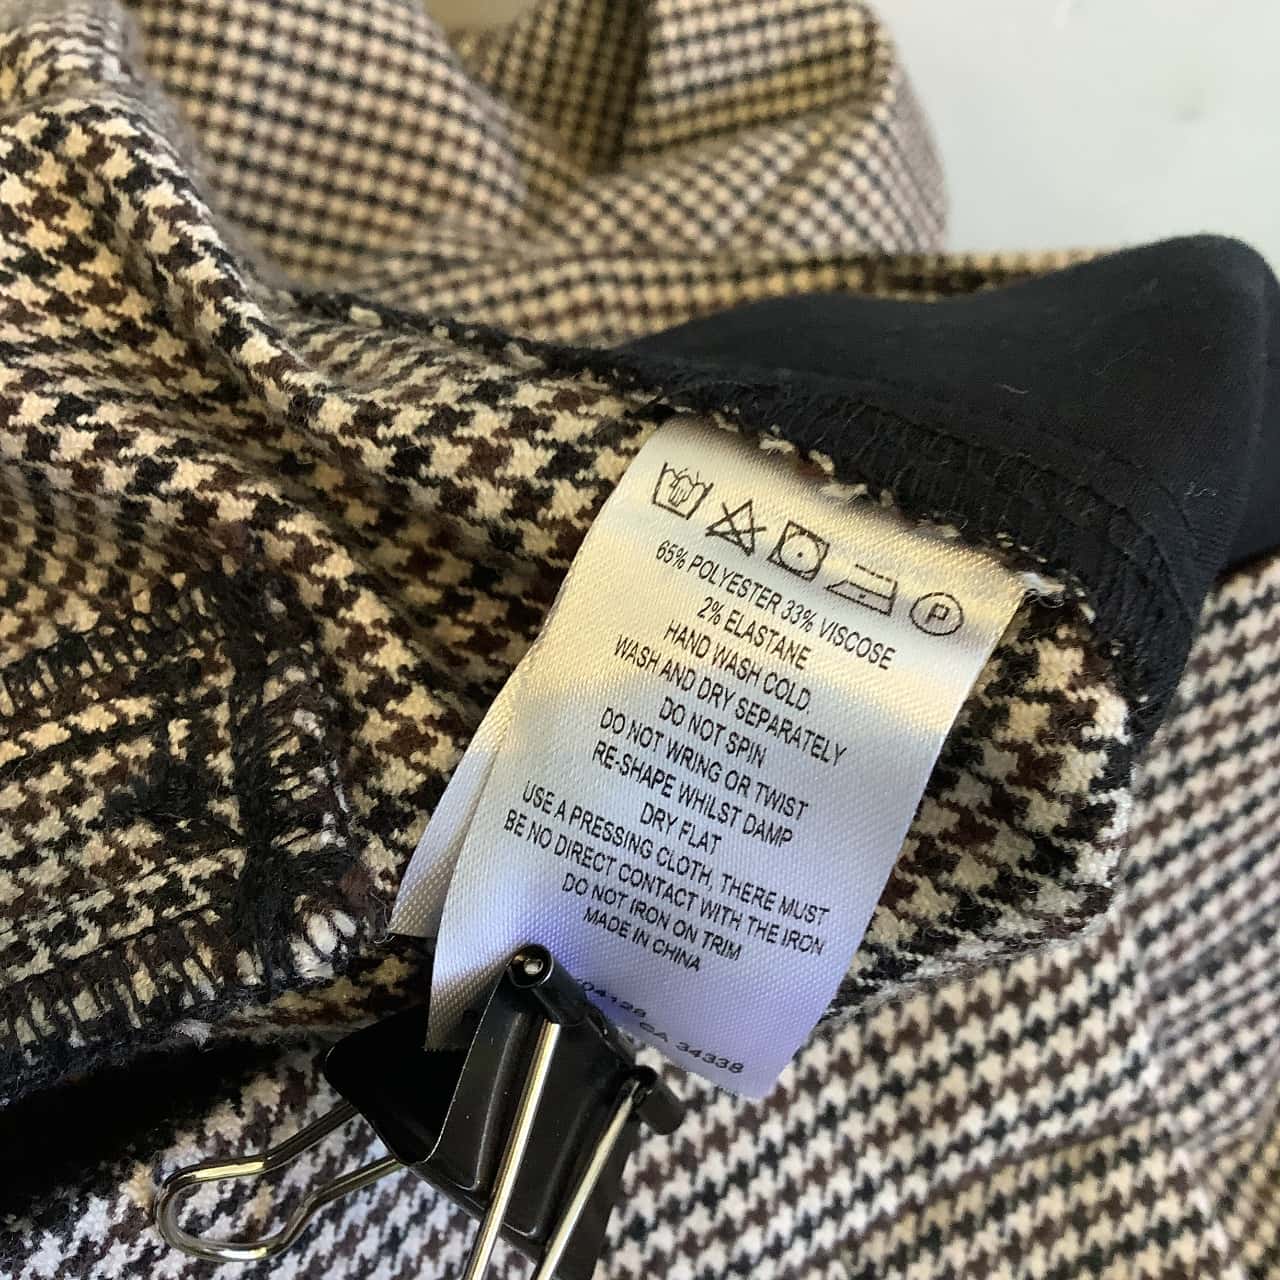 P
65% POLYESTER 33% VISCOSE
2% ELASTANE
HAND WASH COLD.
WASH AND DRY SEPARATELY
DO NOT SPIN
DO NOT WRING OR TWIST
RE-SHAPE WHILST DAMP
DRY FLAT
USE A PRESSING CLOTH, THERE MUST
BE NO DIRECT CONTACT WITH THE IRON
DO NOT IRON ON TRIM
MADE IN CHINA
CA 34338